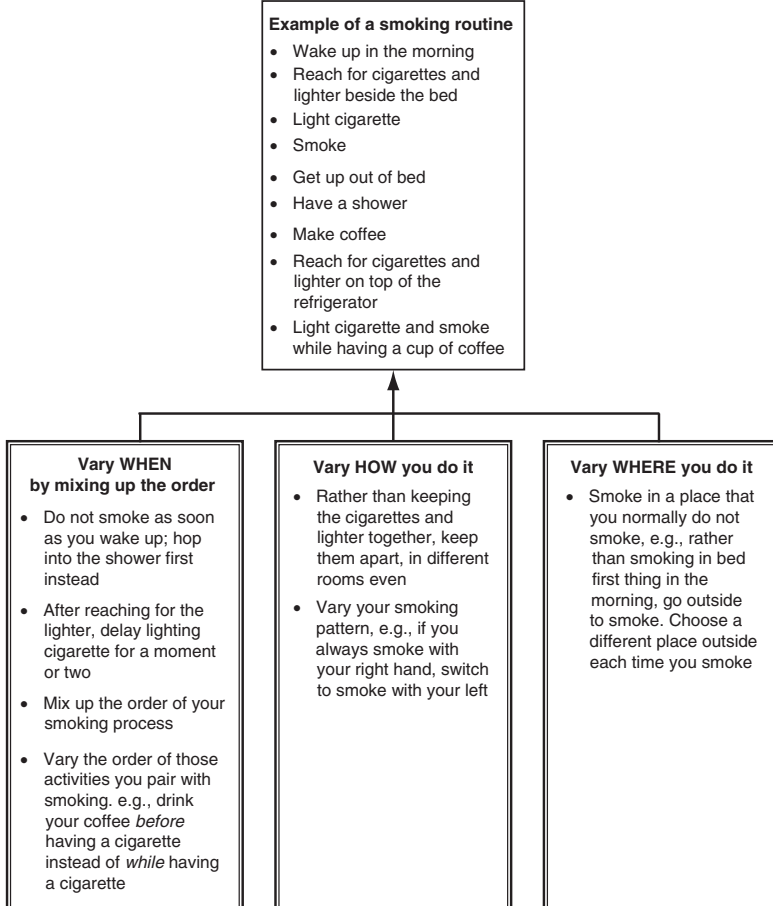 Example of a smoking routine
• Wake up in the morning
• Reach for cigarettes and
lighter beside the bed
• Light cigarette
• Smoke
• Get up out of bed
• Have a shower
• Make coffee
• Reach for cigarettes and
lighter on top of the
refrigerator
• Light cigarette and smoke
while having a cup of coffee
Vary WHEN
by mixing up the order
• Do not smoke as soon
as you wake up; hop
into the shower first
instead
• After reaching for the
lighter, delay lighting
cigarette for a moment
or two
• Mix up the order of your
smoking process
• Vary the order of those
activities you pair with
smoking. e.g., drink
your coffee before
having a cigarette
instead of while having
a cigarette
Vary HOW you do it
• Rather than keeping
the cigarettes and
lighter together, keep
them apart, in different
rooms even
• Vary your smoking
pattern, e.g., if you
always smoke with
your right hand, switch
to smoke with your left
Vary WHERE you do it
• Smoke in a place that
you normally do not
smoke, e.g., rather
than smoking in bed
first thing in the
morning, go outside
to smoke. Choose a
different place outside
each time you smoke